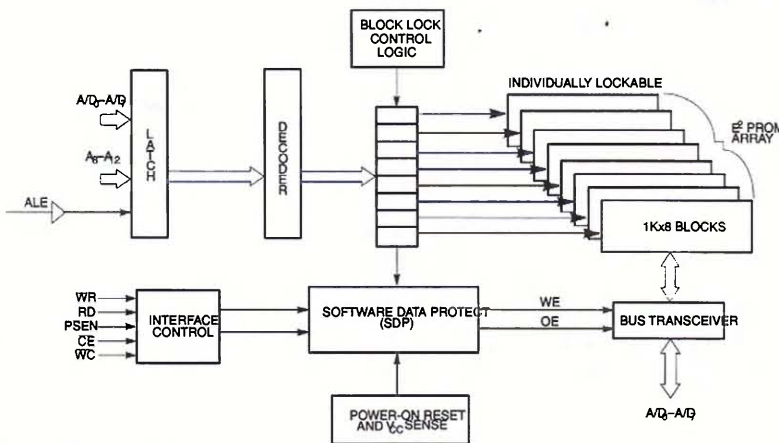 BLOCK LOCK
CONTROL
LOGIC
INDIVIDUALLY LOCKABLE
E² PROM
ARRAY
A/D₀–A/D₇
A₈–A₁₂
ALE
LATCH
DECODER
1Kx8 BLOCKS
WR
RD
PSEN
CE
WC
INTERFACE
CONTROL
SOFTWARE DATA PROTECT
(SDP)
WE
OE
BUS TRANSCEIVER
POWER-ON RESET
AND VCC SENSE
A/D₀–A/D₇